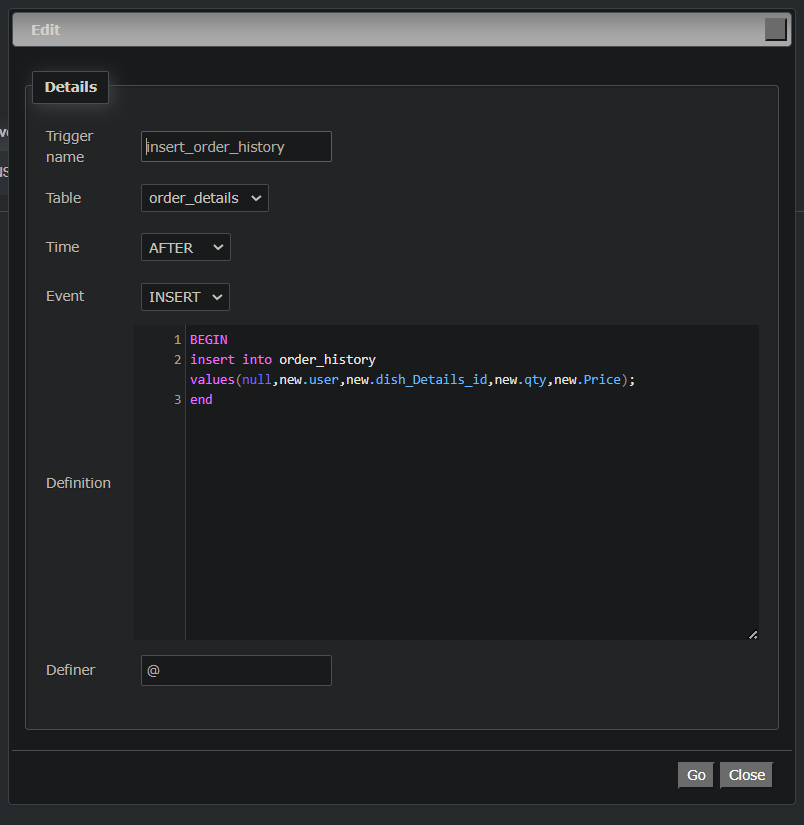 Edit
Details
Trigger
name
insert_order_history
Table
order_details
Time
AFTER
Event
INSERT
1 BEGIN
2 insert into order_history
values(null,new.user,new.dish_Details_id,new.qty,new.Price);
3 end
Definition
Definer
@
Go Close